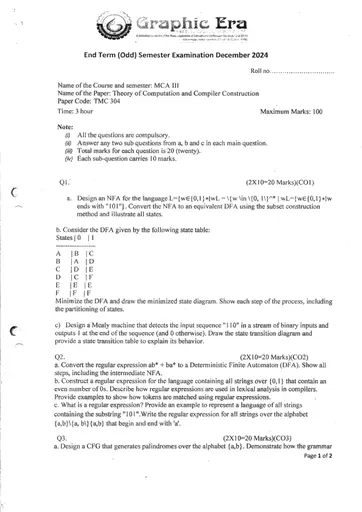 Graphic Era
End Term (Odd) Semester Examination December 2024
Roll no..............................
Name of the Course and semester: MCA III
Name of the Paper: Theory of Computation and Compiler Construction
Paper Code: TMC 304
Time: 3 hour Maximum Marks: 100
Note:
(i) All the questions are compulsory.
(ii) Answer any two sub questions from a, b and c in each main question.
(iii) Total marks for each question is 20 (twenty).
(iv) Each sub-question carries 10 marks.
Q1. (2X10=20 Marks)(CO1)
a. Design an NFA for the language L={w∈{0,1}∗∣wL= \{w \in \{0, 1\}^* | wL={w∈{0,1}∗∣w
ends with "101"}. Convert the NFA to an equivalent DFA using the subset construction
method and illustrate all states.
b. Consider the DFA given by the following state table:
States | 0 | 1
----------------
A | B | C
B | A | D
C | D | E
D | C | F
E | E | E
F | F | F
Minimize the DFA and draw the minimized state diagram. Show each step of the process, including
the partitioning of states.
c) Design a Mealy machine that detects the input sequence "110" in a stream of binary inputs and
outputs 1 at the end of the sequence (and 0 otherwise). Draw the state transition diagram and
provide a state transition table to explain its behavior.
Q2. (2X10=20 Marks)(CO2)
a. Convert the regular expression ab* + ba* to a Deterministic Finite Automaton (DFA). Show all
steps, including the intermediate NFA.
b. Construct a regular expression for the language containing all strings over {0,1} that contain an
even number of 0s. Describe how regular expressions are used in lexical analysis in compilers.
Provide examples to show how tokens are matched using regular expressions.
c. What is a regular expression? Provide an example to represent a language of all strings
containing the substring "101".Write the regular expression for all strings over the alphabet
{a,b}\{a, b\}{a,b} that begin and end with 'a'.
Q3. (2X10=20 Marks)(CO3)
a. Design a CFG that generates palindromes over the alphabet {a,b}. Demonstrate how the grammar
Page 1 of 2